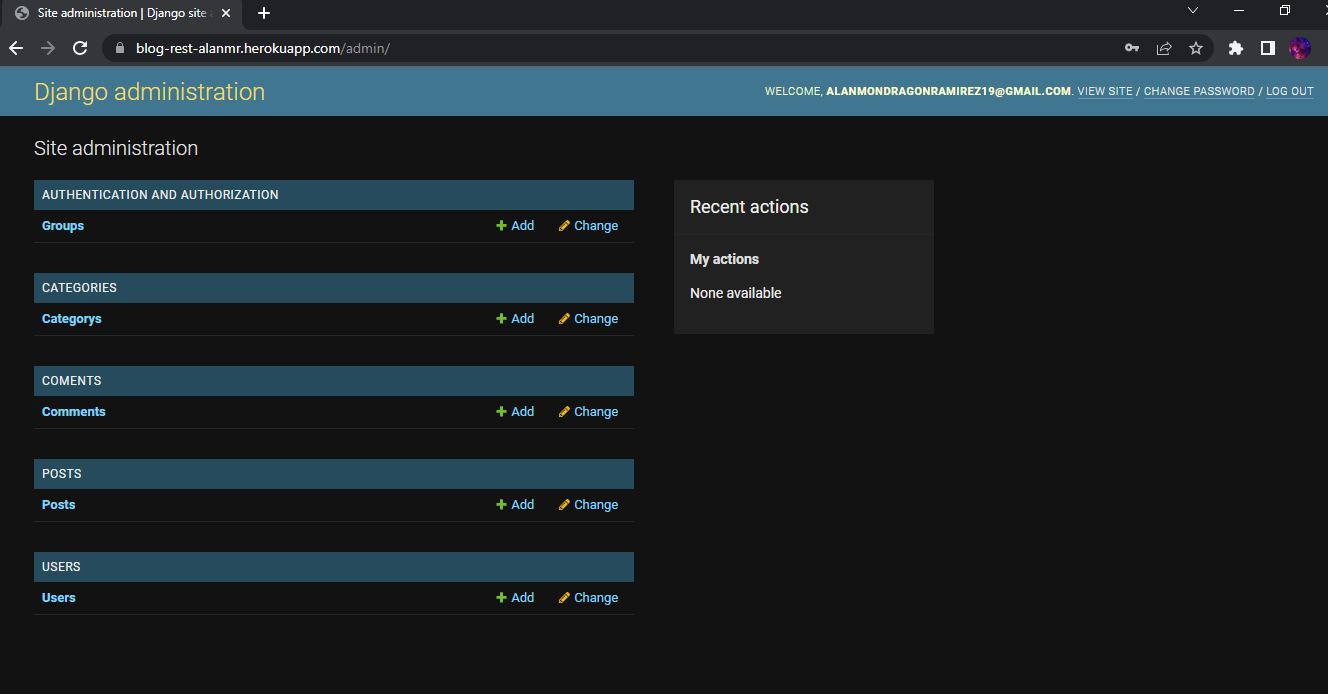 Site administration | Django site a
blog-rest-alanmr.herokuapp.com/admin/
Django administration
WELCOME, ALANMONDRAGONRAMIREZ19@GMAIL.COM. VIEW SITE / CHANGE PASSWORD / LOG OUT
Site administration
AUTHENTICATION AND AUTHORIZATION
Groups Add Change
CATEGORIES
Categorys Add Change
COMENTS
Comments Add Change
POSTS
Posts Add Change
USERS
Users Add Change
Recent actions
My actions
None available